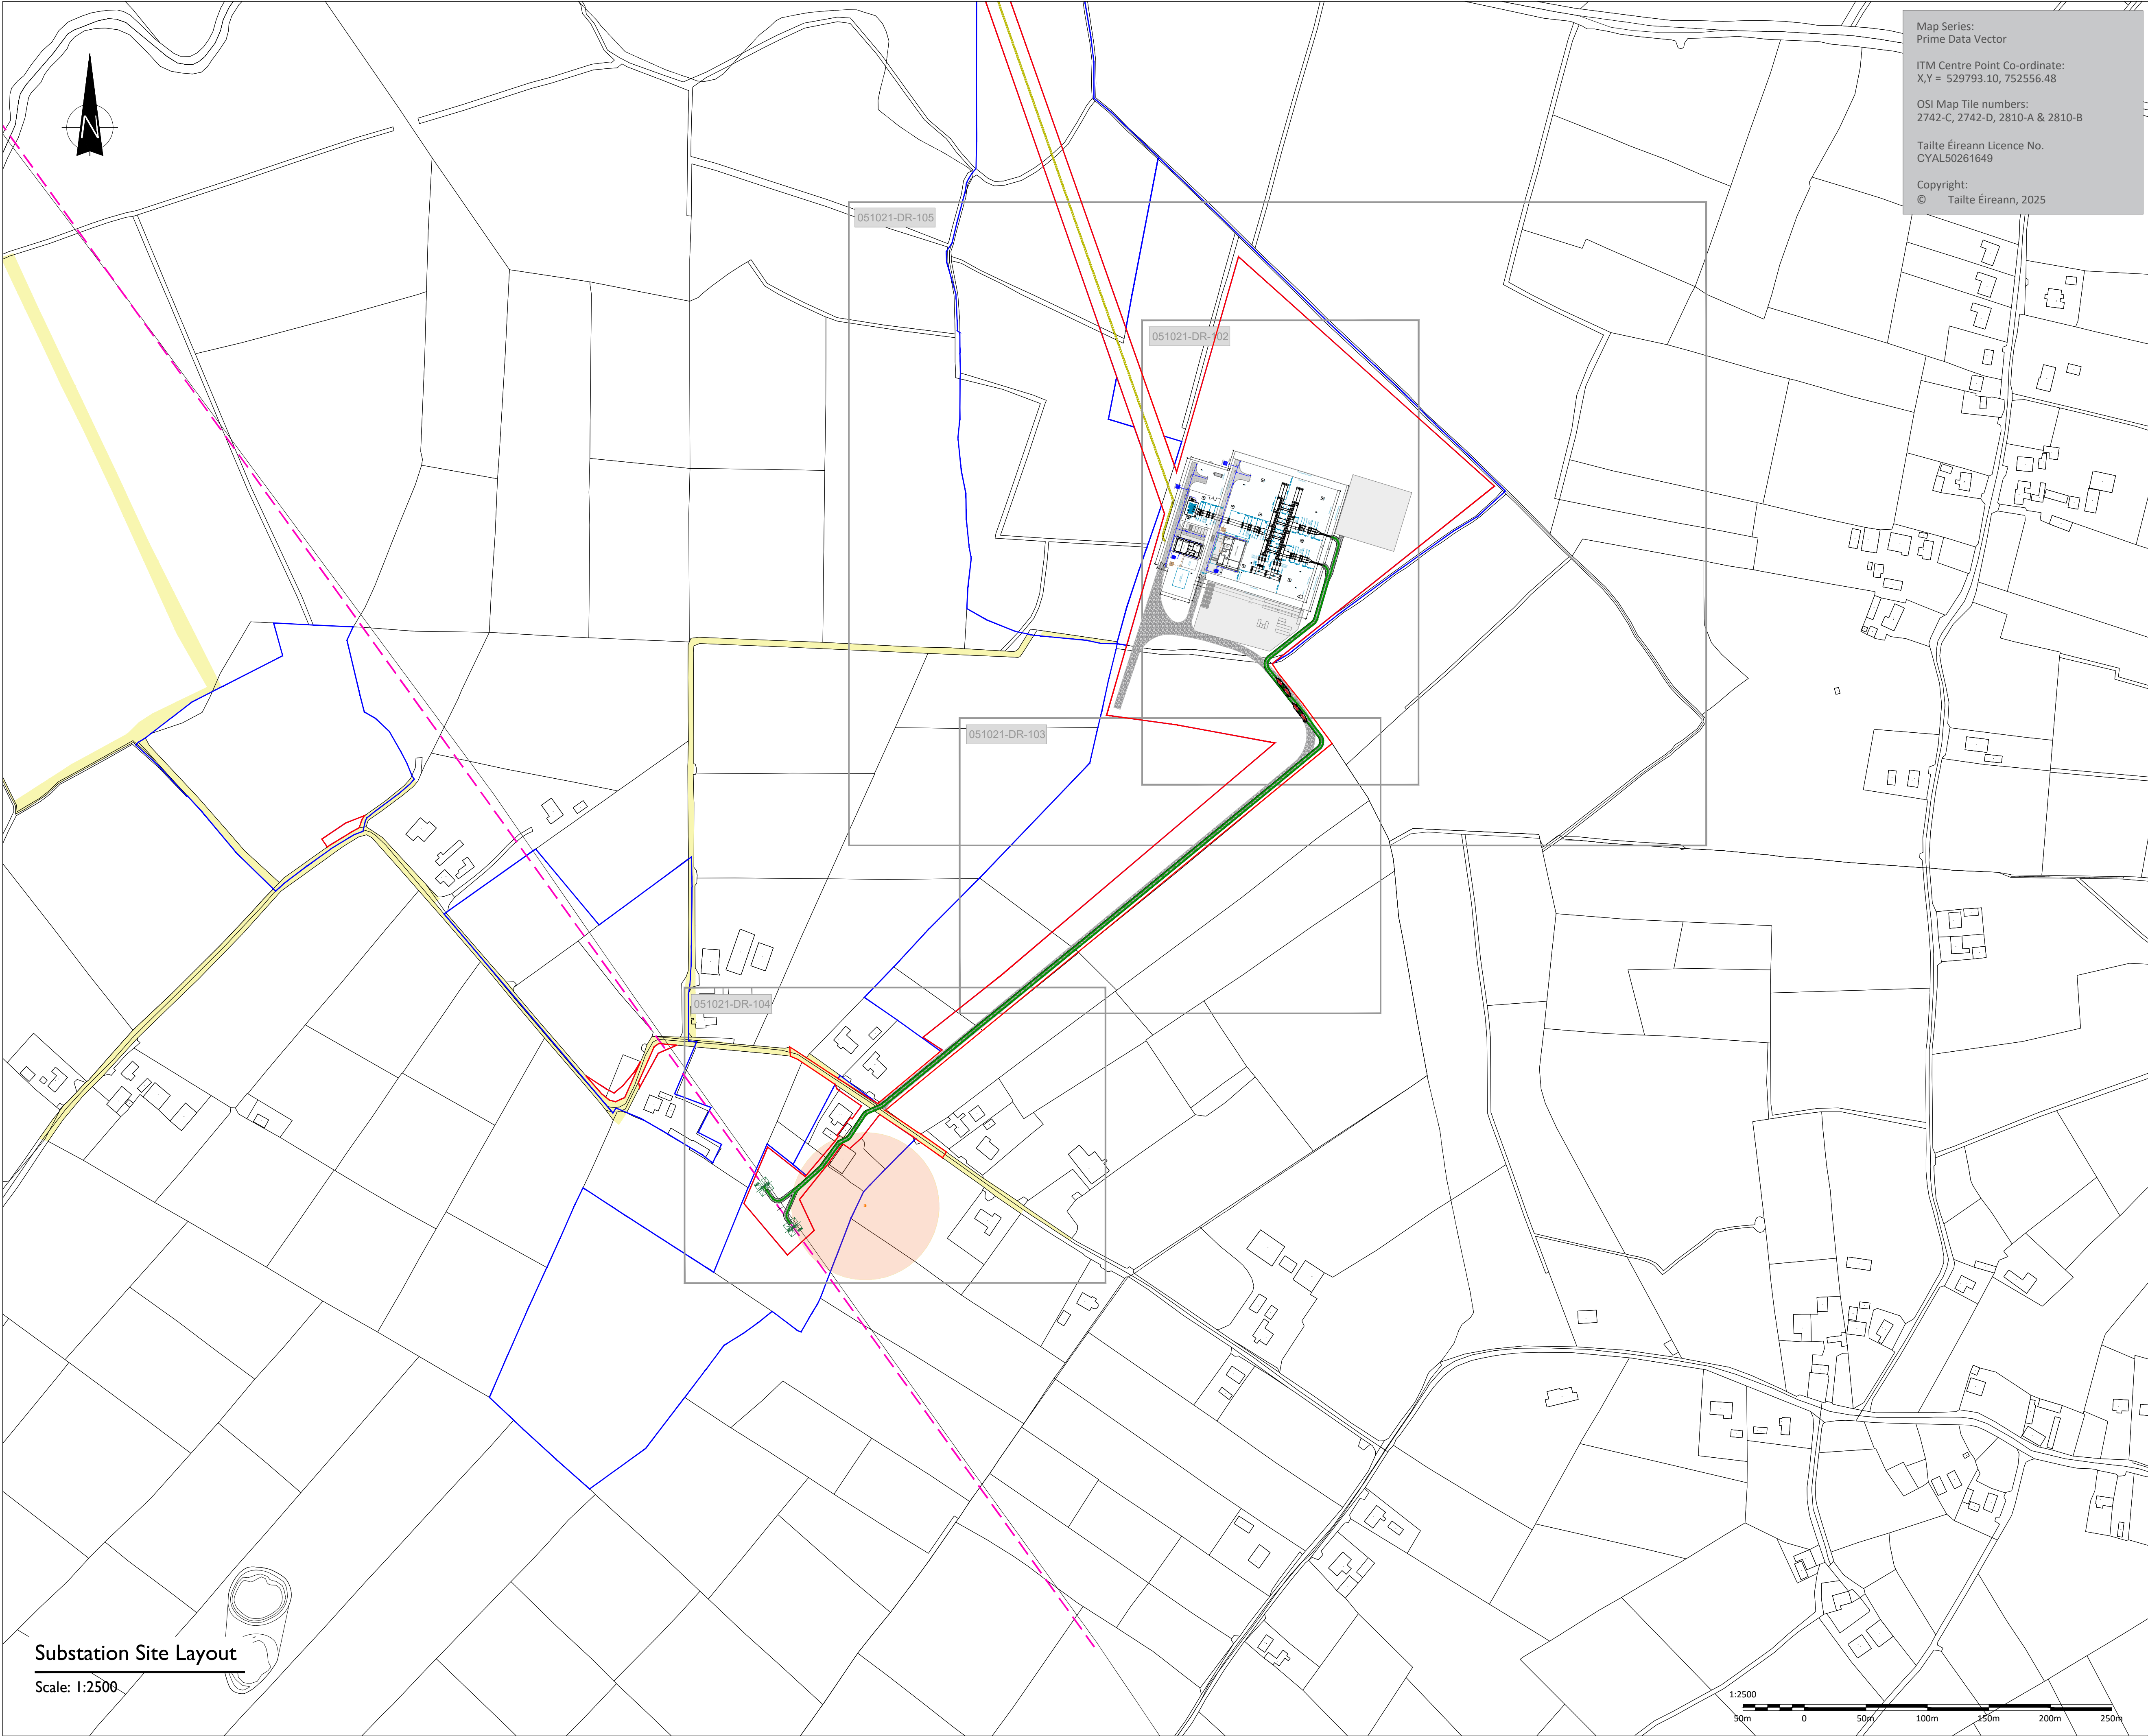 N
Map Series:
Prime Data Vector
ITM Centre Point Co-ordinate:
X,Y = 529793.10, 752556.48
OSI Map Tile numbers:
2742-C, 2742-D, 2810-A & 2810-B
Tailte Éireann Licence No.
CYAL50261649
Copyright:
© Tailte Éireann, 2025
051021-DR-105
051021-DR-102
051021-DR-103
051021-DR-104
Substation Site Layout
Scale: 1:2500
1:2500
50m 0 50m 100m 150m 200m 250m